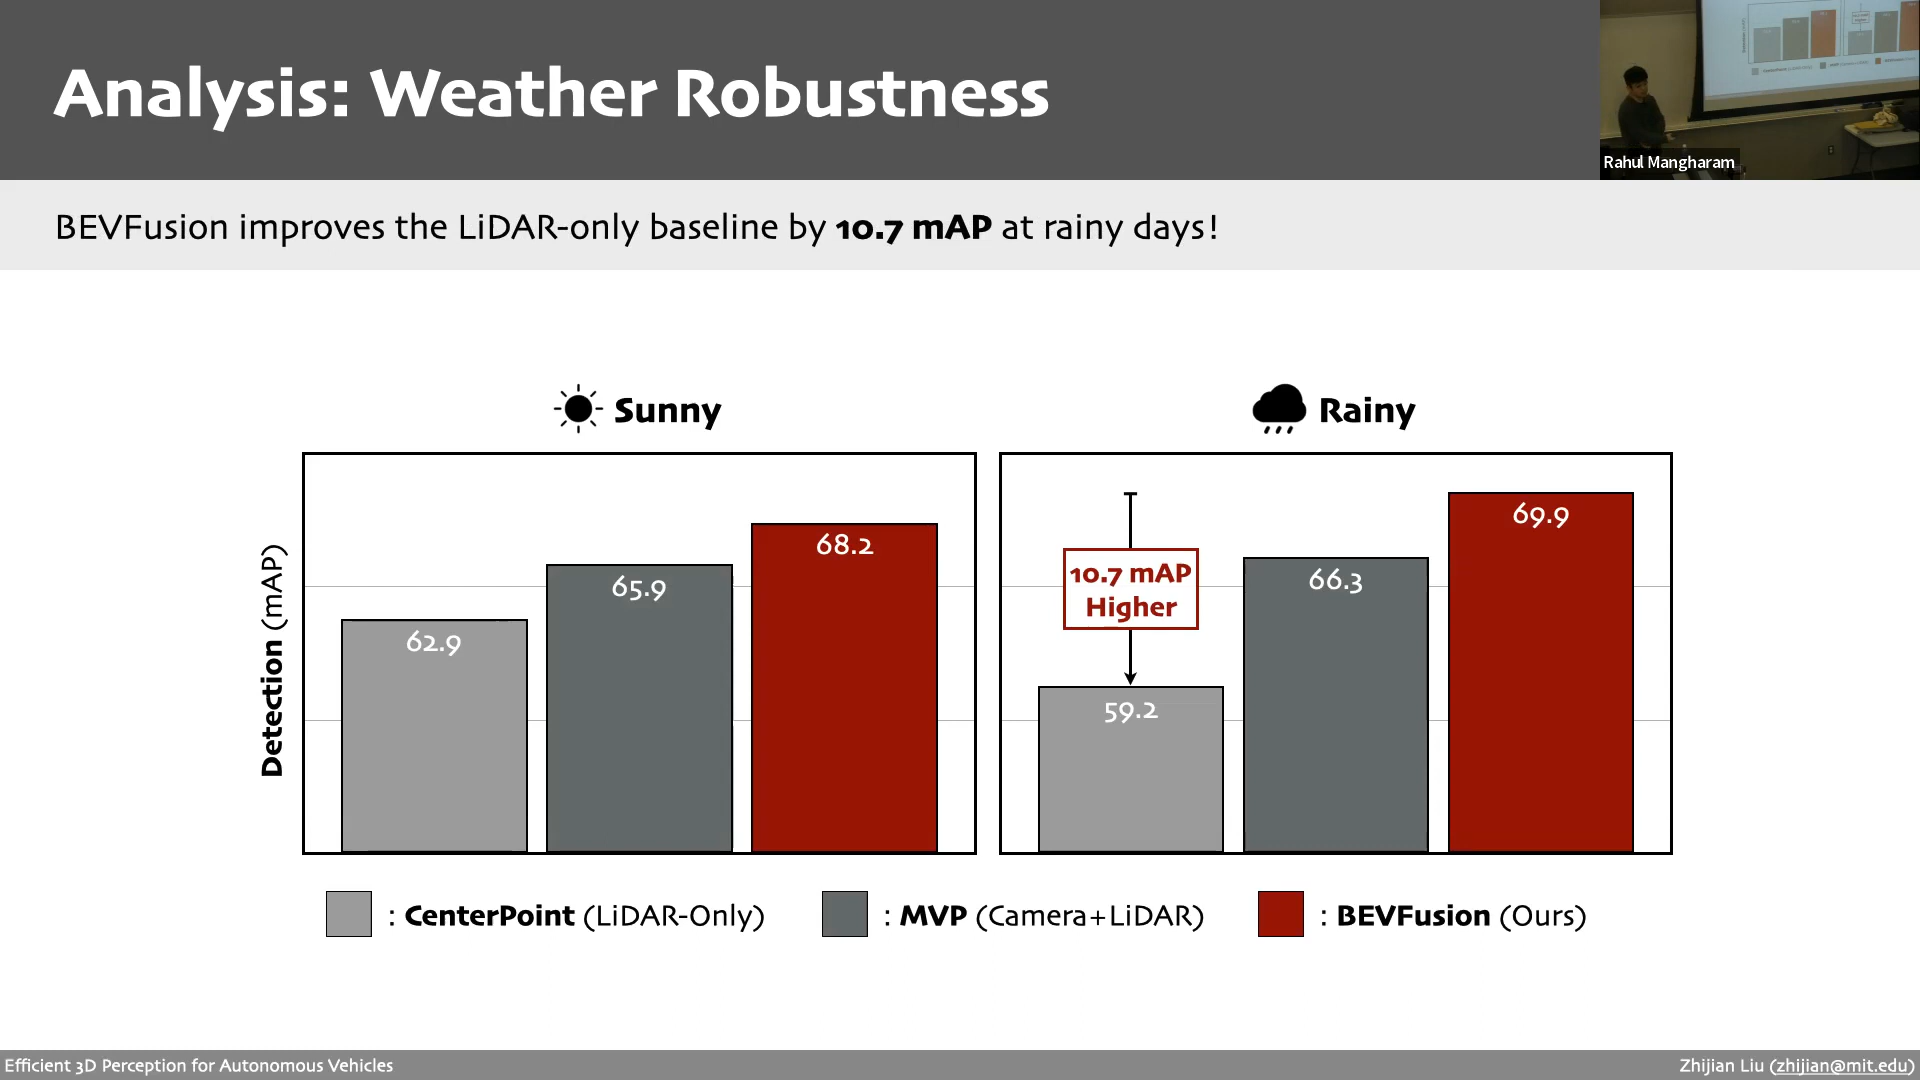 Analysis: Weather Robustness
Rahul Mangharam
BEVFusion improves the LiDAR-only baseline by 10.7 mAP at rainy days!
Sunny
Rainy
Detection (mAP)
62.9
65.9
68.2
10.7 mAP
Higher
59.2
66.3
69.9
: CenterPoint (LiDAR-Only)
: MVP (Camera+LiDAR)
: BEVFusion (Ours)
Efficient 3D Perception for Autonomous Vehicles
Zhijian Liu (zhijian@mit.edu)